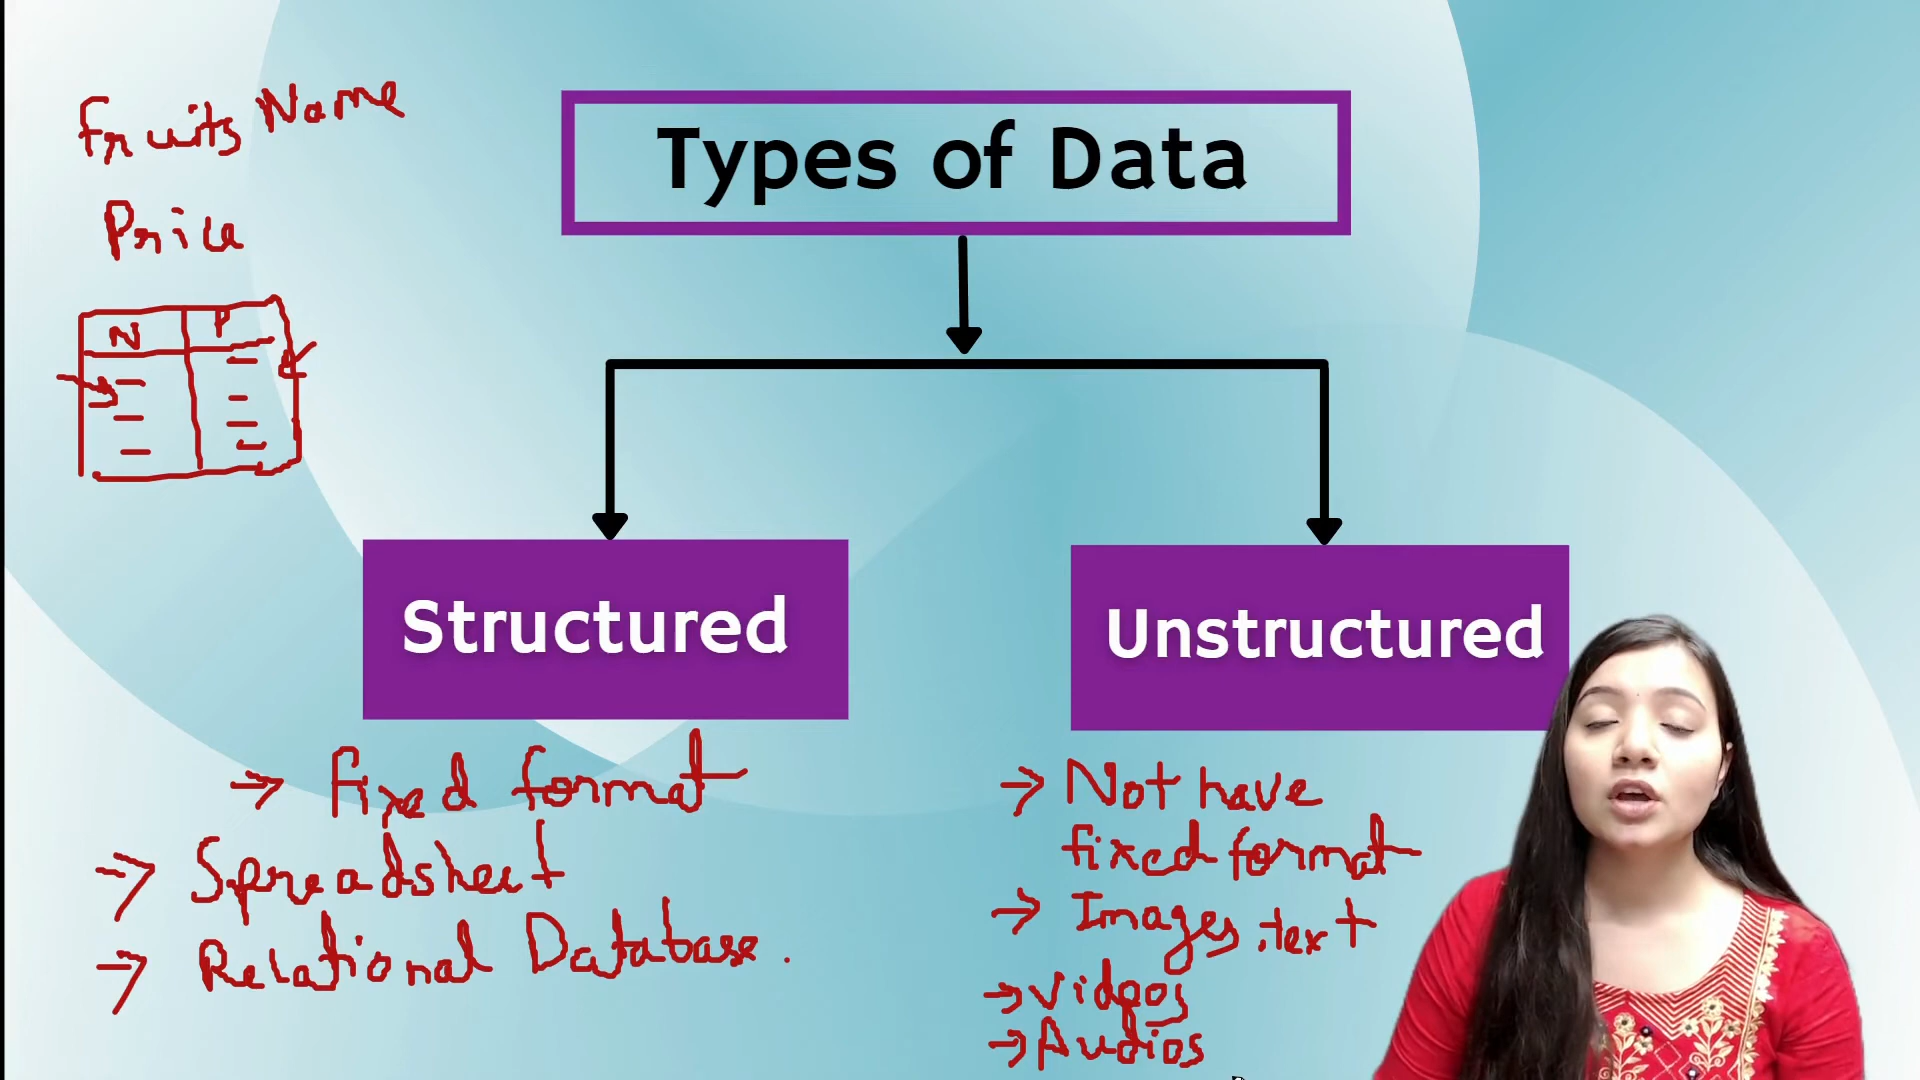 Fruits Name
Price
N P
Types of Data
Structured
Unstructured
→ Fixed format
→ Spreadsheet
→ Relational Database.
→ Not have
fixed format
→ Images, text
→ Videos
→ Audios